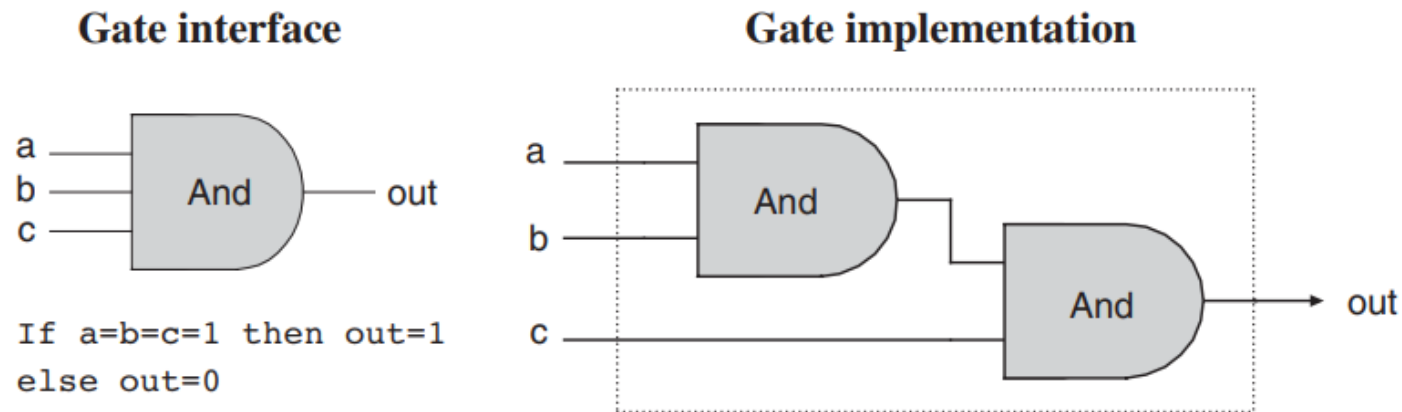 Gate interface
a
b
c
And
out
If a=b=c=1 then out=1
else out=0
Gate implementation
a
b
c
And
And
out